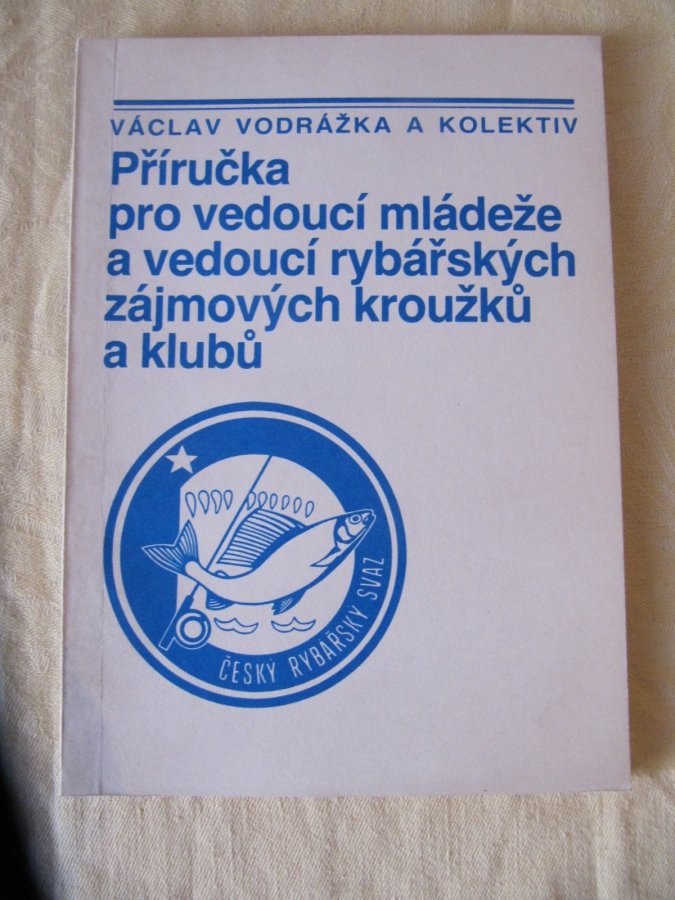 VÁCLAV VODRÁŽKA A KOLEKTIV
Příručka
pro vedoucí mládeže
a vedoucí rybářských
zájmových kroužků
a klubů
ČESKÝ RYBÁŘSKÝ SVAZ